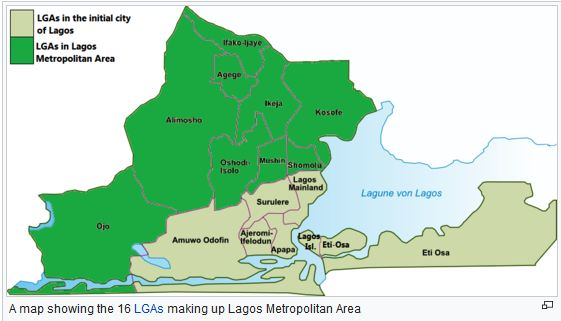 LGAs in the initial city
of Lagos
LGAs in Lagos
Metropolitan Area
Ifako-Ijaye
Agege
Ikeja
Kosofe
Alimosho
Oshodi-
Isolo
Mushin
Shomolu
Lagos
Mainland
Surulere
Lagune von Lagos
Ojo
Amuwo Odofin
Ajeromi-
Ifelodun
Apapa
Lagos
Isl.
Eti-Osa
Eti Osa
A map showing the 16 LGAs making up Lagos Metropolitan Area